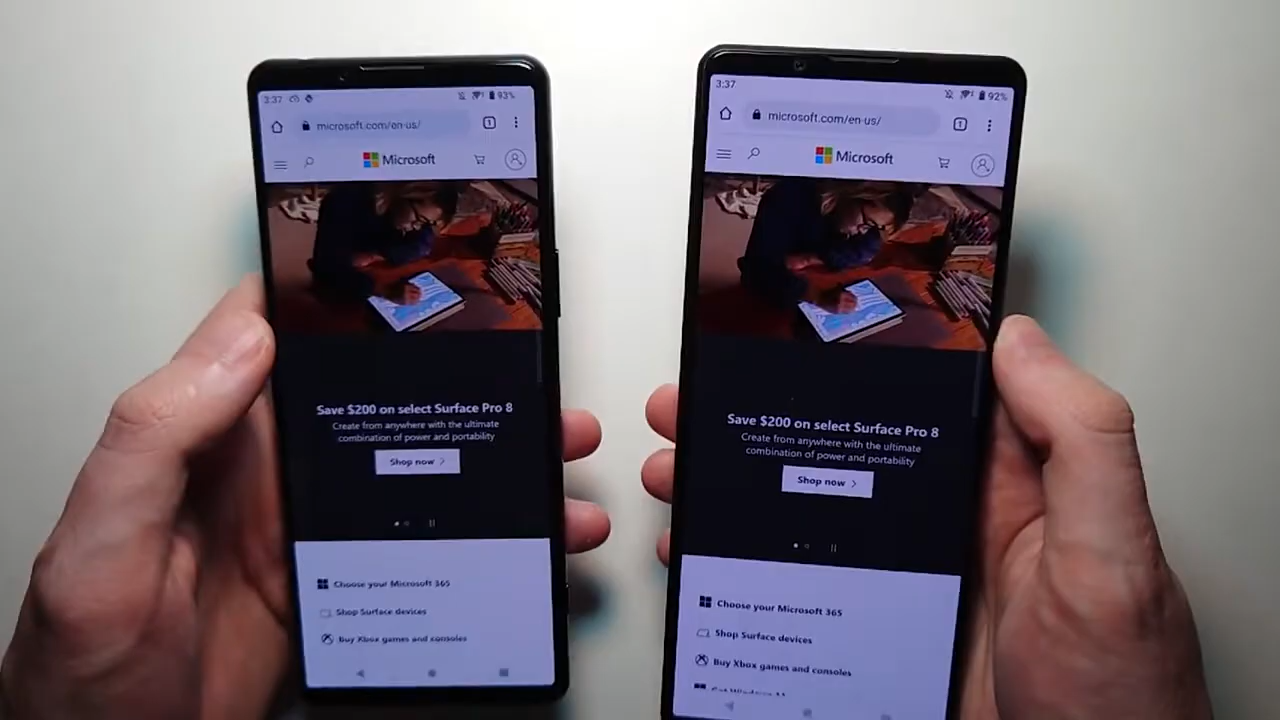 3:37
93%
microsoft.com/en-us/
1
Microsoft
Save $200 on select Surface Pro 8
Create from anywhere with the ultimate
combination of power and portability
Shop now
Choose your Microsoft 365
Shop Surface devices
Buy Xbox games and consoles
3:37
92%
microsoft.com/en-us/
1
Microsoft
Save $200 on select Surface Pro 8
Create from anywhere with the ultimate
combination of power and portability
Shop now
Choose your Microsoft 365
Shop Surface devices
Buy Xbox games and consoles